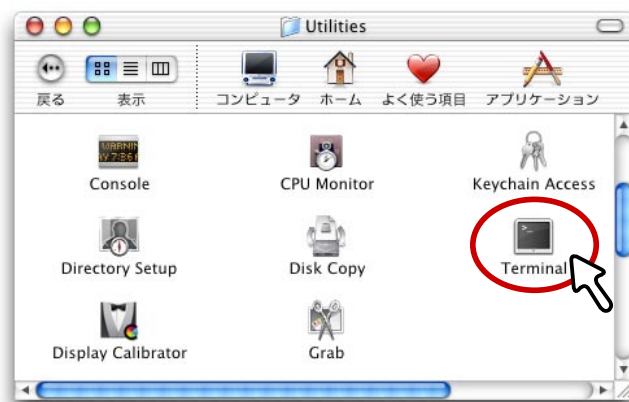 Utilities
戻る 表示 コンピュータ ホーム よく使う項目 アプリケーション
Console CPU Monitor Keychain Access
Directory Setup Disk Copy Terminal
Display Calibrator Grab